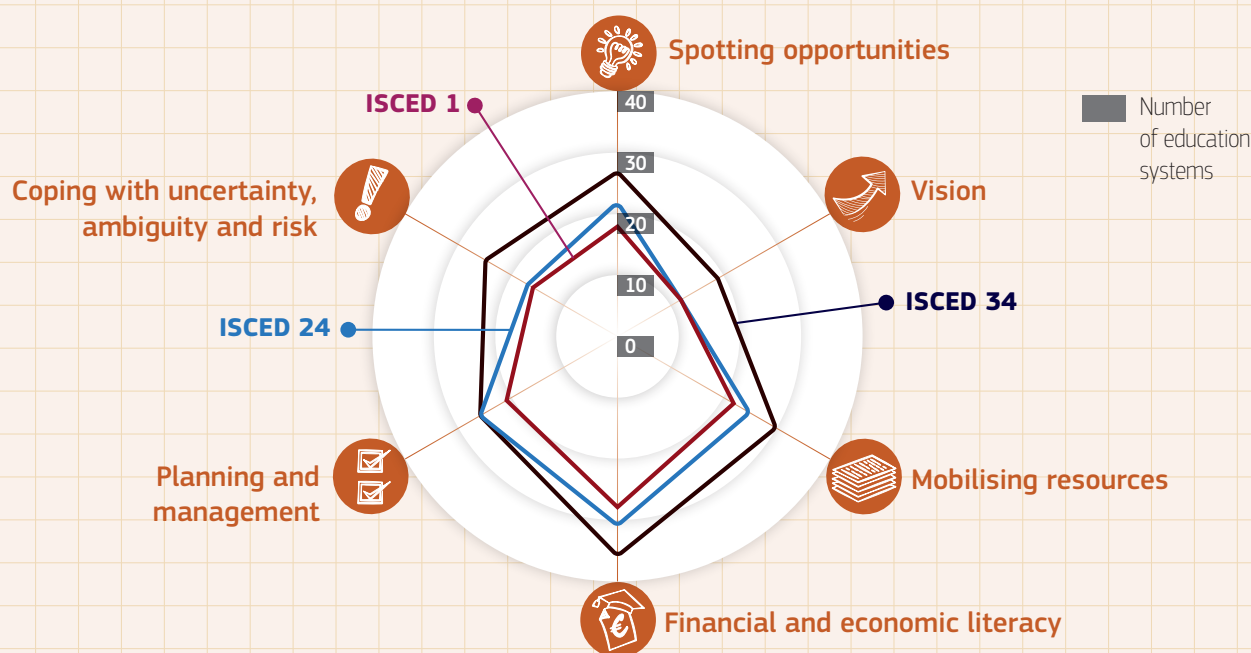 Spotting opportunities
ISCED 1
40
Number
of education
systems
30
Coping with uncertainty,
ambiguity and risk
Vision
20
10
ISCED 34
ISCED 24
0
Planning and
management
Mobilising resources
€
Financial and economic literacy